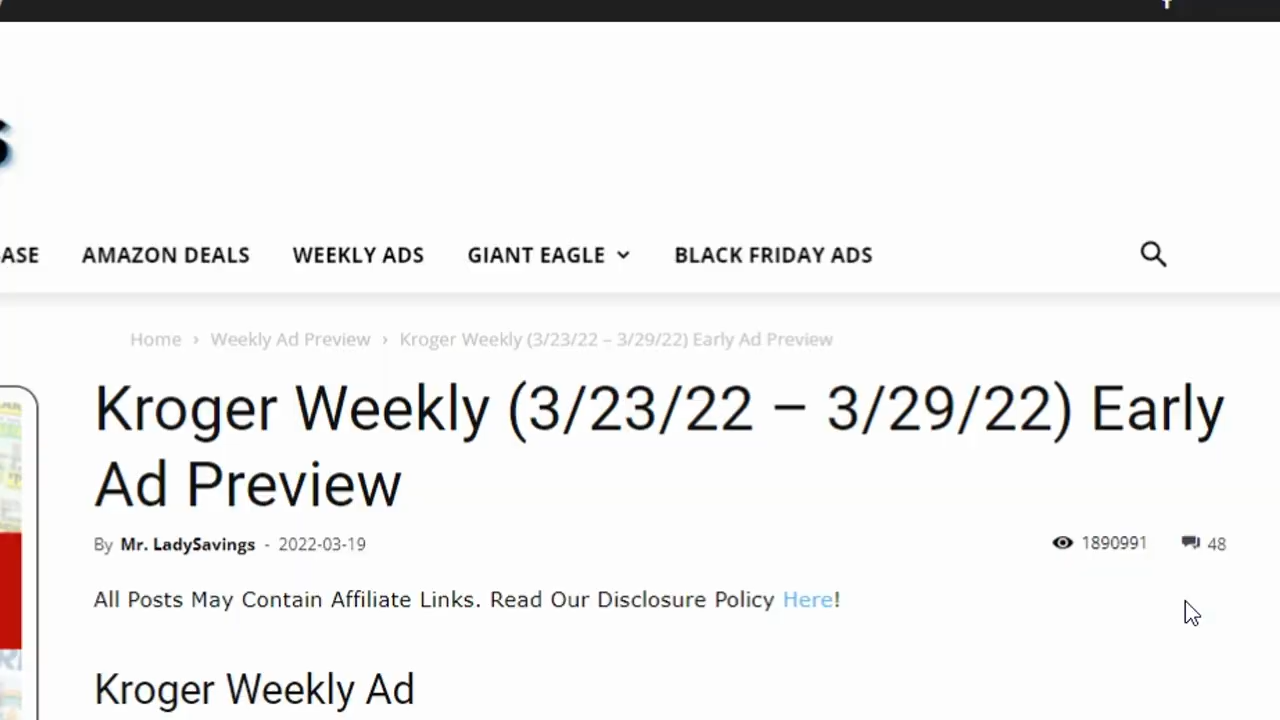 ASE AMAZON DEALS WEEKLY ADS GIANT EAGLE BLACK FRIDAY ADS
Home › Weekly Ad Preview › Kroger Weekly (3/23/22 – 3/29/22) Early Ad Preview
Kroger Weekly (3/23/22 – 3/29/22) Early
Ad Preview
By Mr. LadySavings - 2022-03-19 1890991 48
All Posts May Contain Affiliate Links. Read Our Disclosure Policy Here!
Kroger Weekly Ad